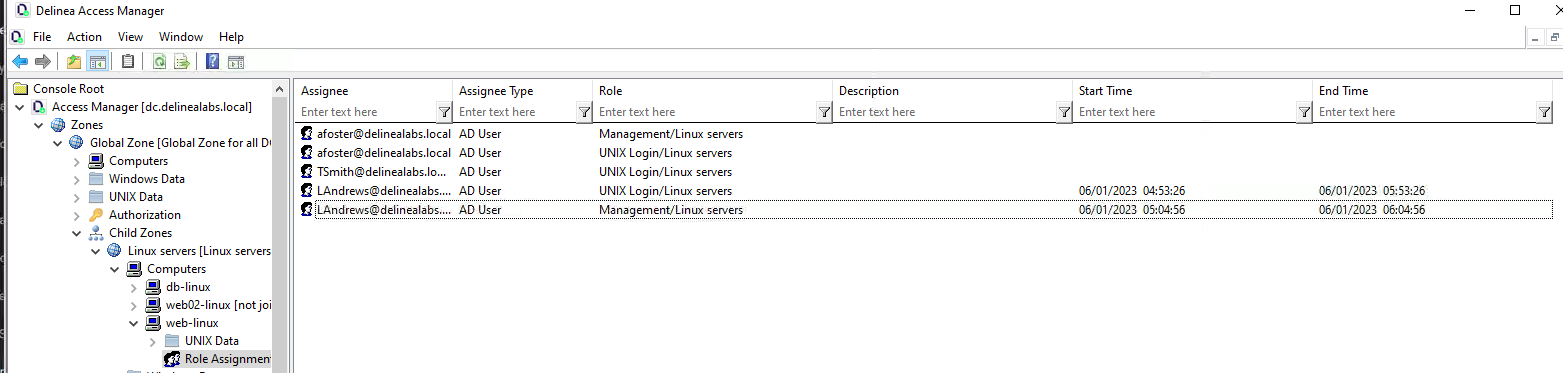 Delinea Access Manager
File Action View Window Help
Console Root
Access Manager [dc.delinealabs.local]
Zones
Global Zone [Global Zone for all D
Computers
Windows Data
UNIX Data
Authorization
Child Zones
Linux servers [Linux servers
Computers
db-linux
web02-linux [not joi
web-linux
UNIX Data
Role Assignment
Assignee Assignee Type Role Description Start Time End Time
Enter text here Enter text here Enter text here Enter text here Enter text here Enter text here
afoster@delinealabs.local AD User Management/Linux servers
afoster@delinealabs.local AD User UNIX Login/Linux servers
TSmith@delinealabs.lo... AD User UNIX Login/Linux servers
LAndrews@delinealabs.... AD User UNIX Login/Linux servers 06/01/2023 04:53:26 06/01/2023 05:53:26
LAndrews@delinealabs.... AD User Management/Linux servers 06/01/2023 05:04:56 06/01/2023 06:04:56